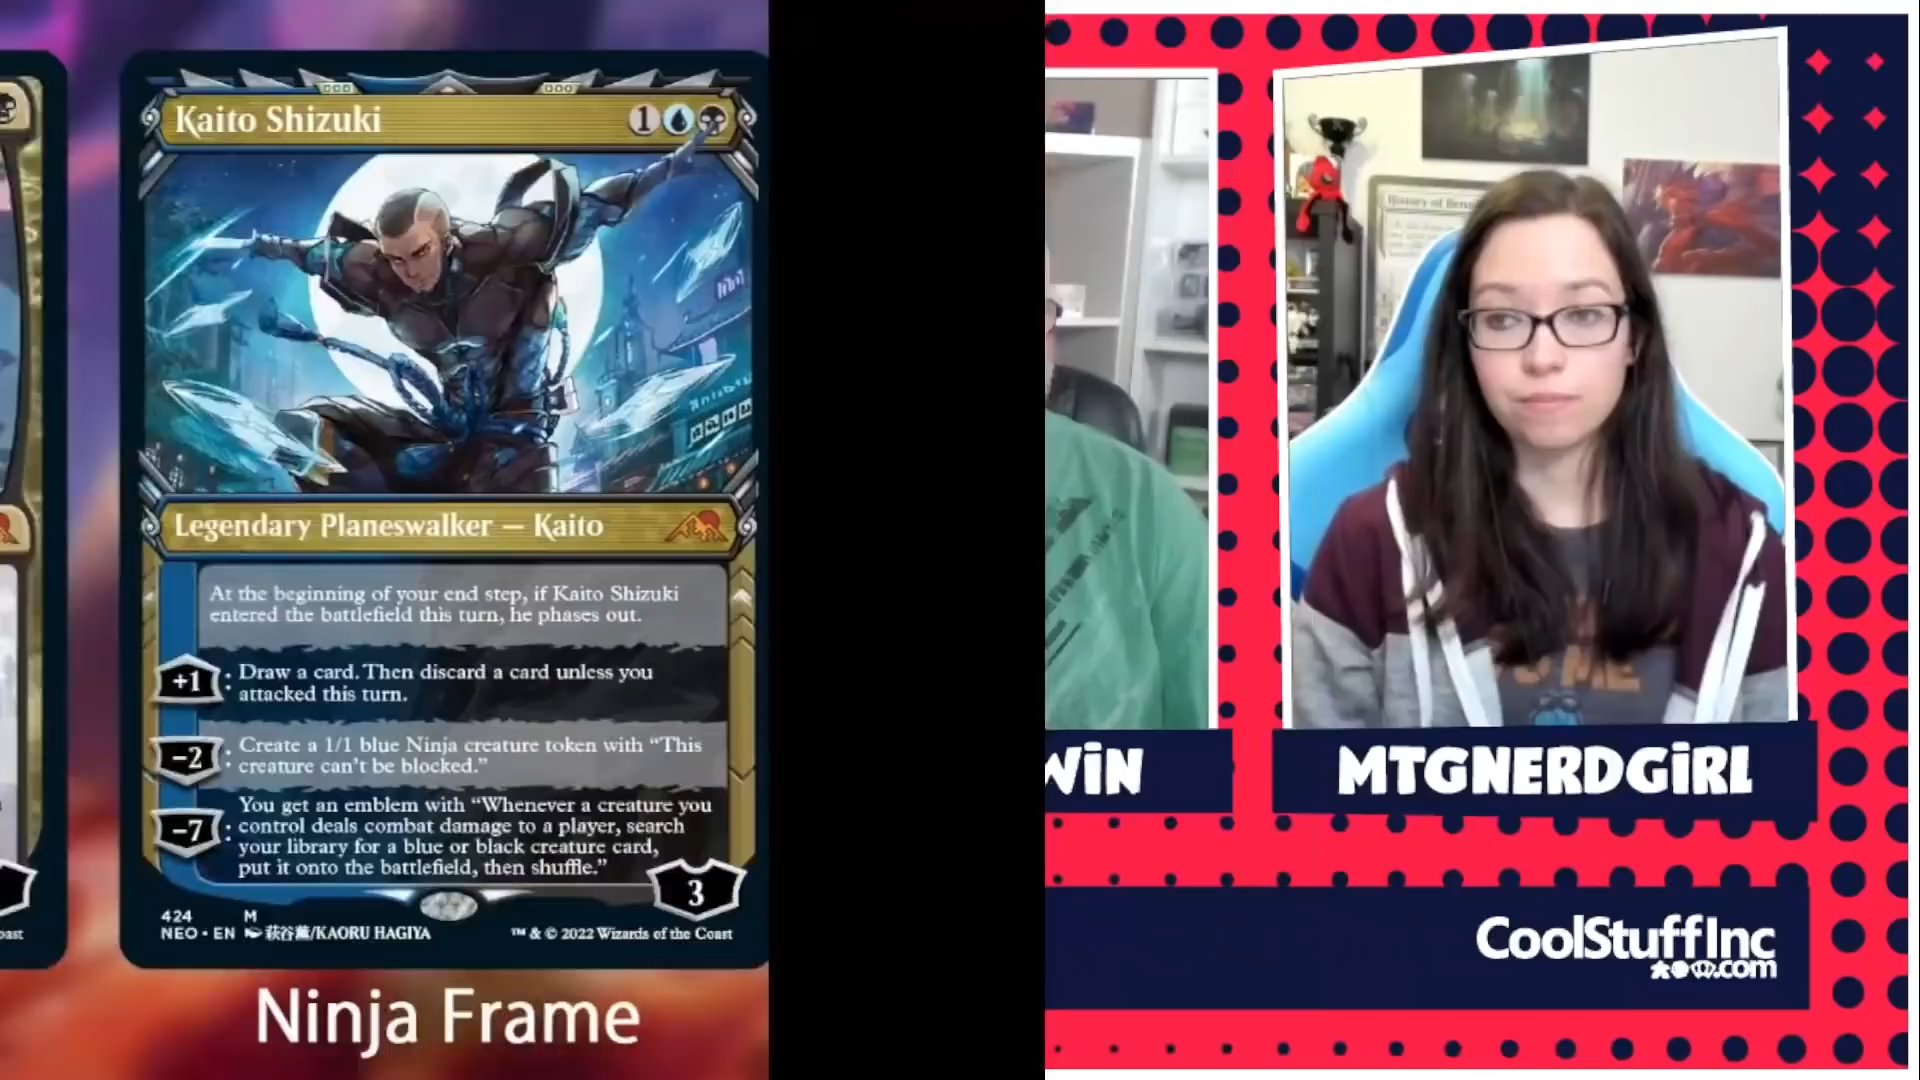 Kaito Shizuki
1
Legendary Planeswalker — Kaito
At the beginning of your end step, if Kaito Shizuki
entered the battlefield this turn, he phases out.
+1 : Draw a card. Then discard a card unless you
attacked this turn.
−2 : Create a 1/1 blue Ninja creature token with “This
creature can't be blocked.”
−7 : You get an emblem with “Whenever a creature you
control deals combat damage to a player, search
your library for a blue or black creature card,
put it onto the battlefield, then shuffle.”
3
424 M
NEO • EN 萩谷薫/KAORU HAGIYA
™ & © 2022 Wizards of the Coast
Ninja Frame
History of
WiN
MTGNERDGiRL
CoolStuffInc
.com